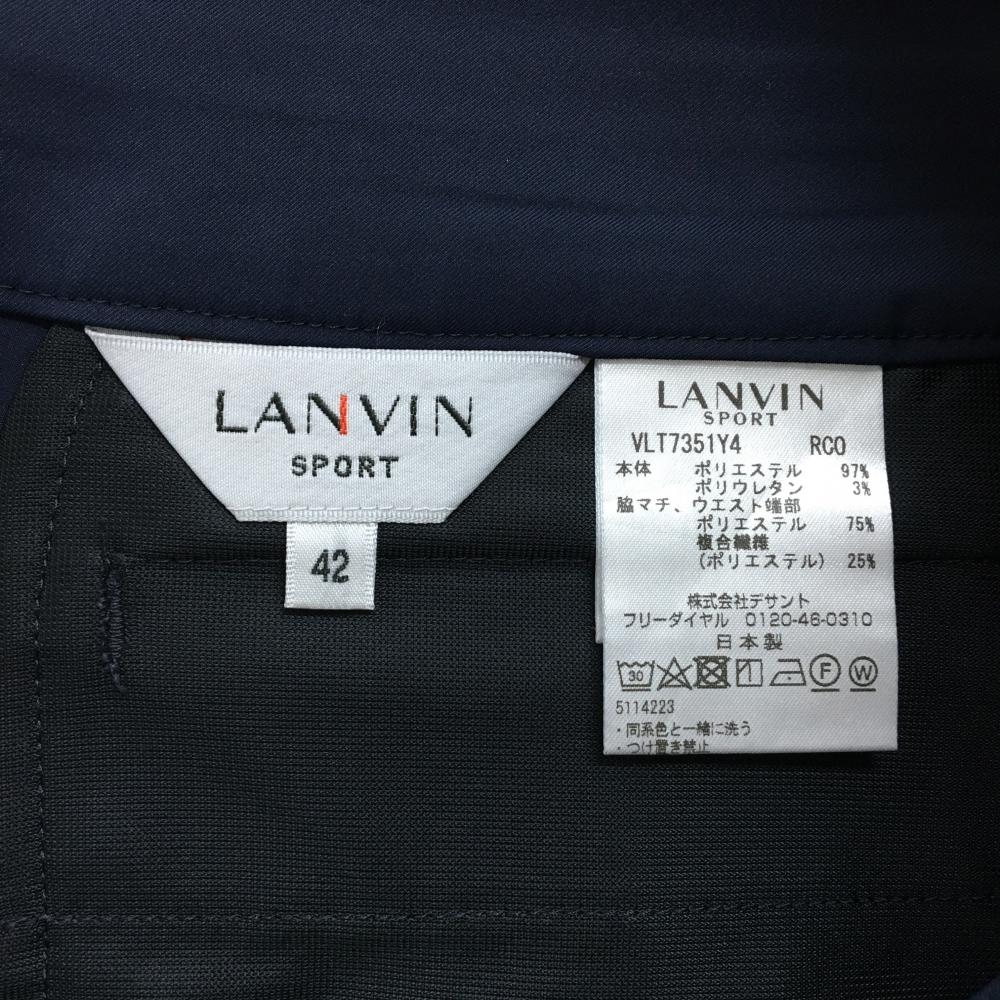 LANVIN
SPORT
42
LANVIN
SPORT
VLT7351Y4 RCO
本体 ポリエステル 97%
ポリウレタン 3%
脇マチ、ウエスト端部
ポリエステル 75%
複合繊維
(ポリエステル) 25%
株式会社デサント
フリーダイヤル 0120-46-0310
日本製
30 F W
5114223
・同系色と一緒に洗う
・つけ置き禁止